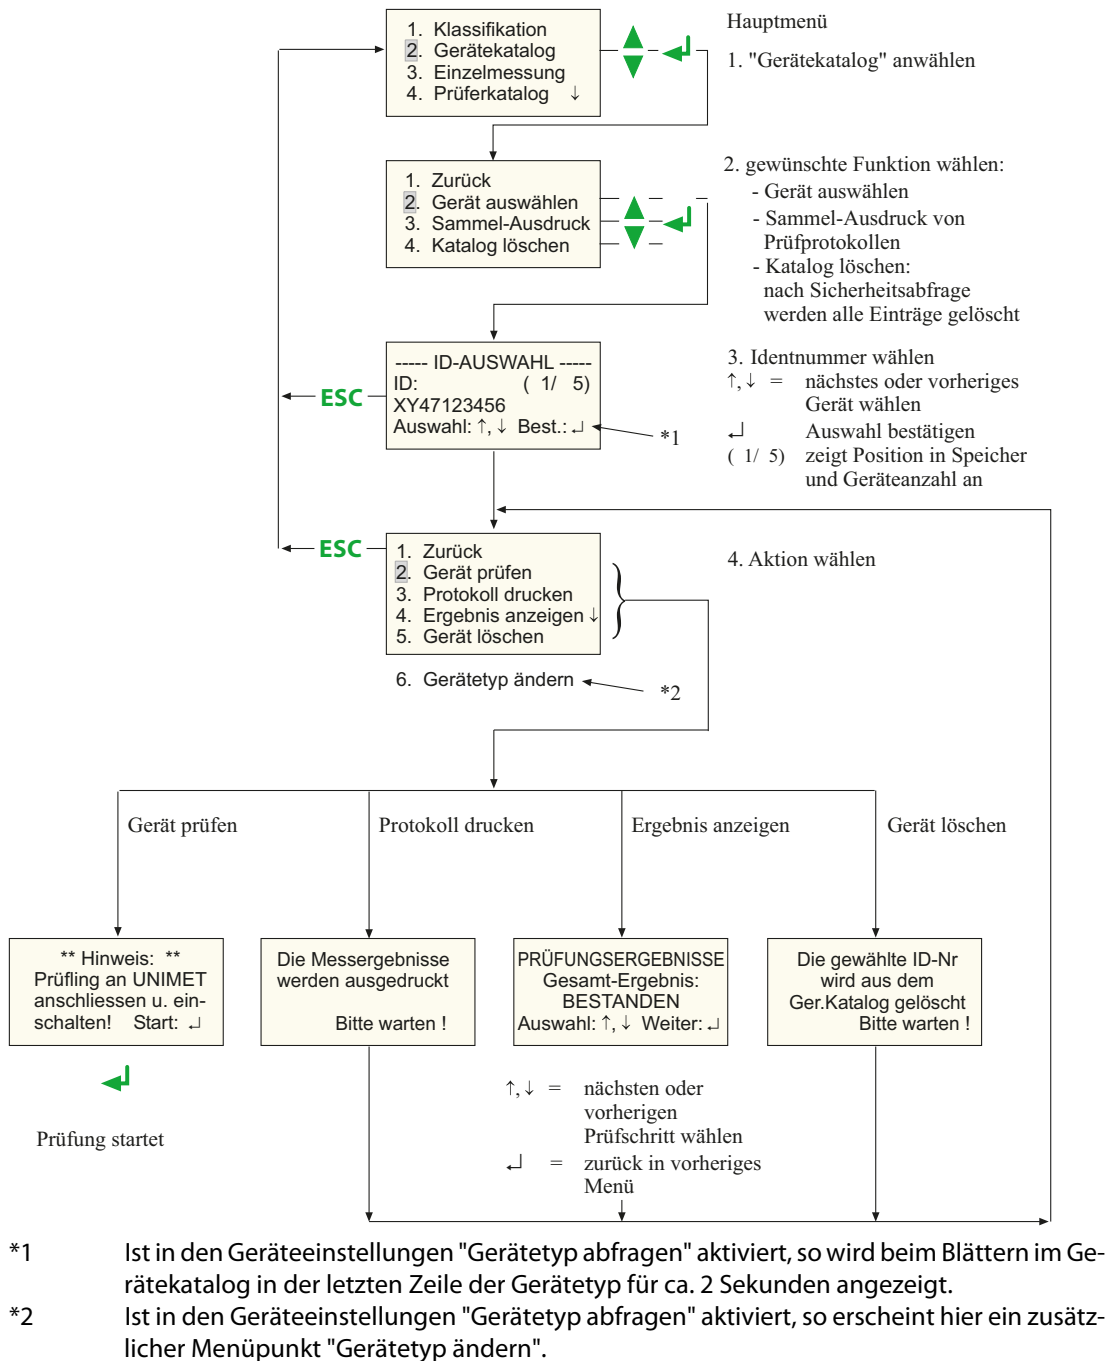 1. Klassifikation
2. Gerätekatalog
3. Einzelmessung
4. Prüferkatalog ↓
Hauptmenü
1. "Gerätekatalog" anwählen
1. Zurück
2. Gerät auswählen
3. Sammel-Ausdruck
4. Katalog löschen
2. gewünschte Funktion wählen:
- Gerät auswählen
- Sammel-Ausdruck von
Prüfprotokollen
- Katalog löschen:
nach Sicherheitsabfrage
werden alle Einträge gelöscht
----- ID-AUSWAHL -----
ID: ( 1/ 5)
XY47123456
Auswahl: ↑, ↓ Best.: ↵
ESC
*1
3. Identnummer wählen
↑, ↓ = nächstes oder vorheriges
Gerät wählen
↵ Auswahl bestätigen
( 1/ 5) zeigt Position in Speicher
und Geräteanzahl an
ESC
1. Zurück
2. Gerät prüfen
3. Protokoll drucken
4. Ergebnis anzeigen ↓
5. Gerät löschen
6. Gerätetyp ändern
*2
4. Aktion wählen
Gerät prüfen
Protokoll drucken
Ergebnis anzeigen
Gerät löschen
** Hinweis: **
Prüfling an UNIMET
anschliessen u. ein-
schalten! Start: ↵
Die Messergebnisse
werden ausgedruckt
Bitte warten !
PRÜFUNGSERGEBNISSE
Gesamt-Ergebnis:
BESTANDEN
Auswahl: ↑, ↓ Weiter: ↵
Die gewählte ID-Nr
wird aus dem
Ger.Katalog gelöscht
Bitte warten !
Prüfung startet
↑, ↓ = nächsten oder
vorherigen
Prüfschritt wählen
↵ = zurück in vorheriges
Menü
*1 Ist in den Geräteeinstellungen "Gerätetyp abfragen" aktiviert, so wird beim Blättern im Ge-
rätekatalog in der letzten Zeile der Gerätetyp für ca. 2 Sekunden angezeigt.
*2 Ist in den Geräteeinstellungen "Gerätetyp abfragen" aktiviert, so erscheint hier ein zusätz-
licher Menüpunkt "Gerätetyp ändern".